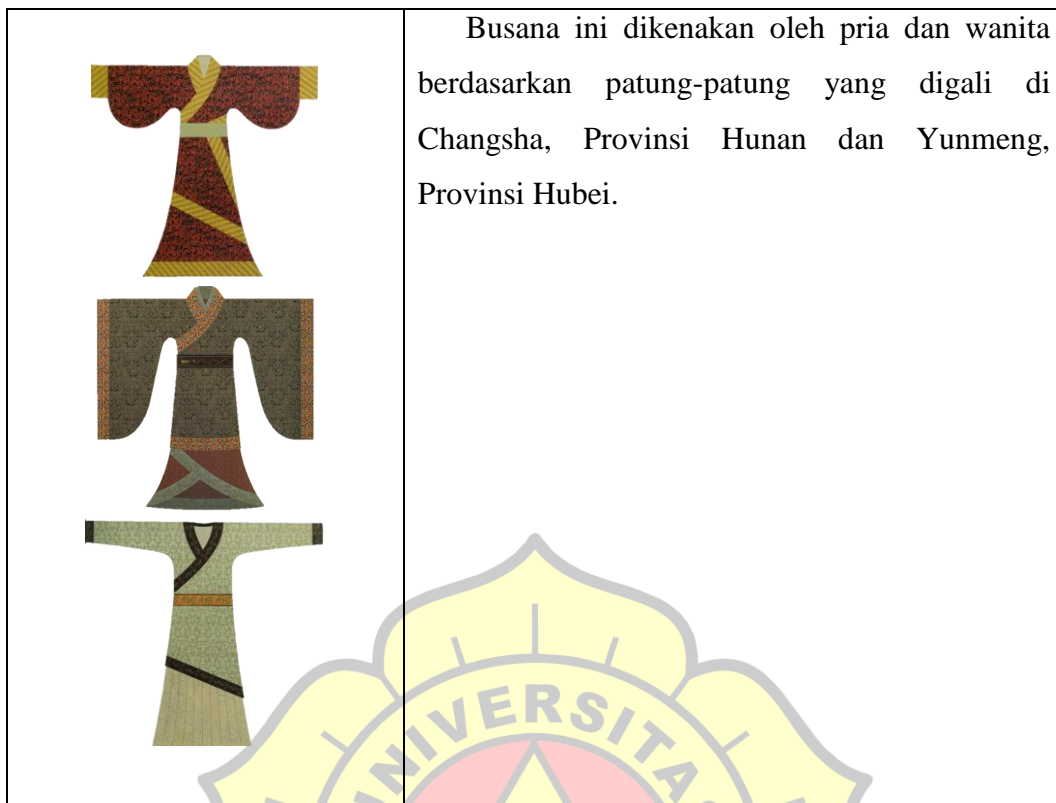 Busana ini dikenakan oleh pria dan wanita
berdasarkan patung-patung yang digali di
Changsha, Provinsi Hunan dan Yunmeng,
Provinsi Hubei.
UNIVERSITA